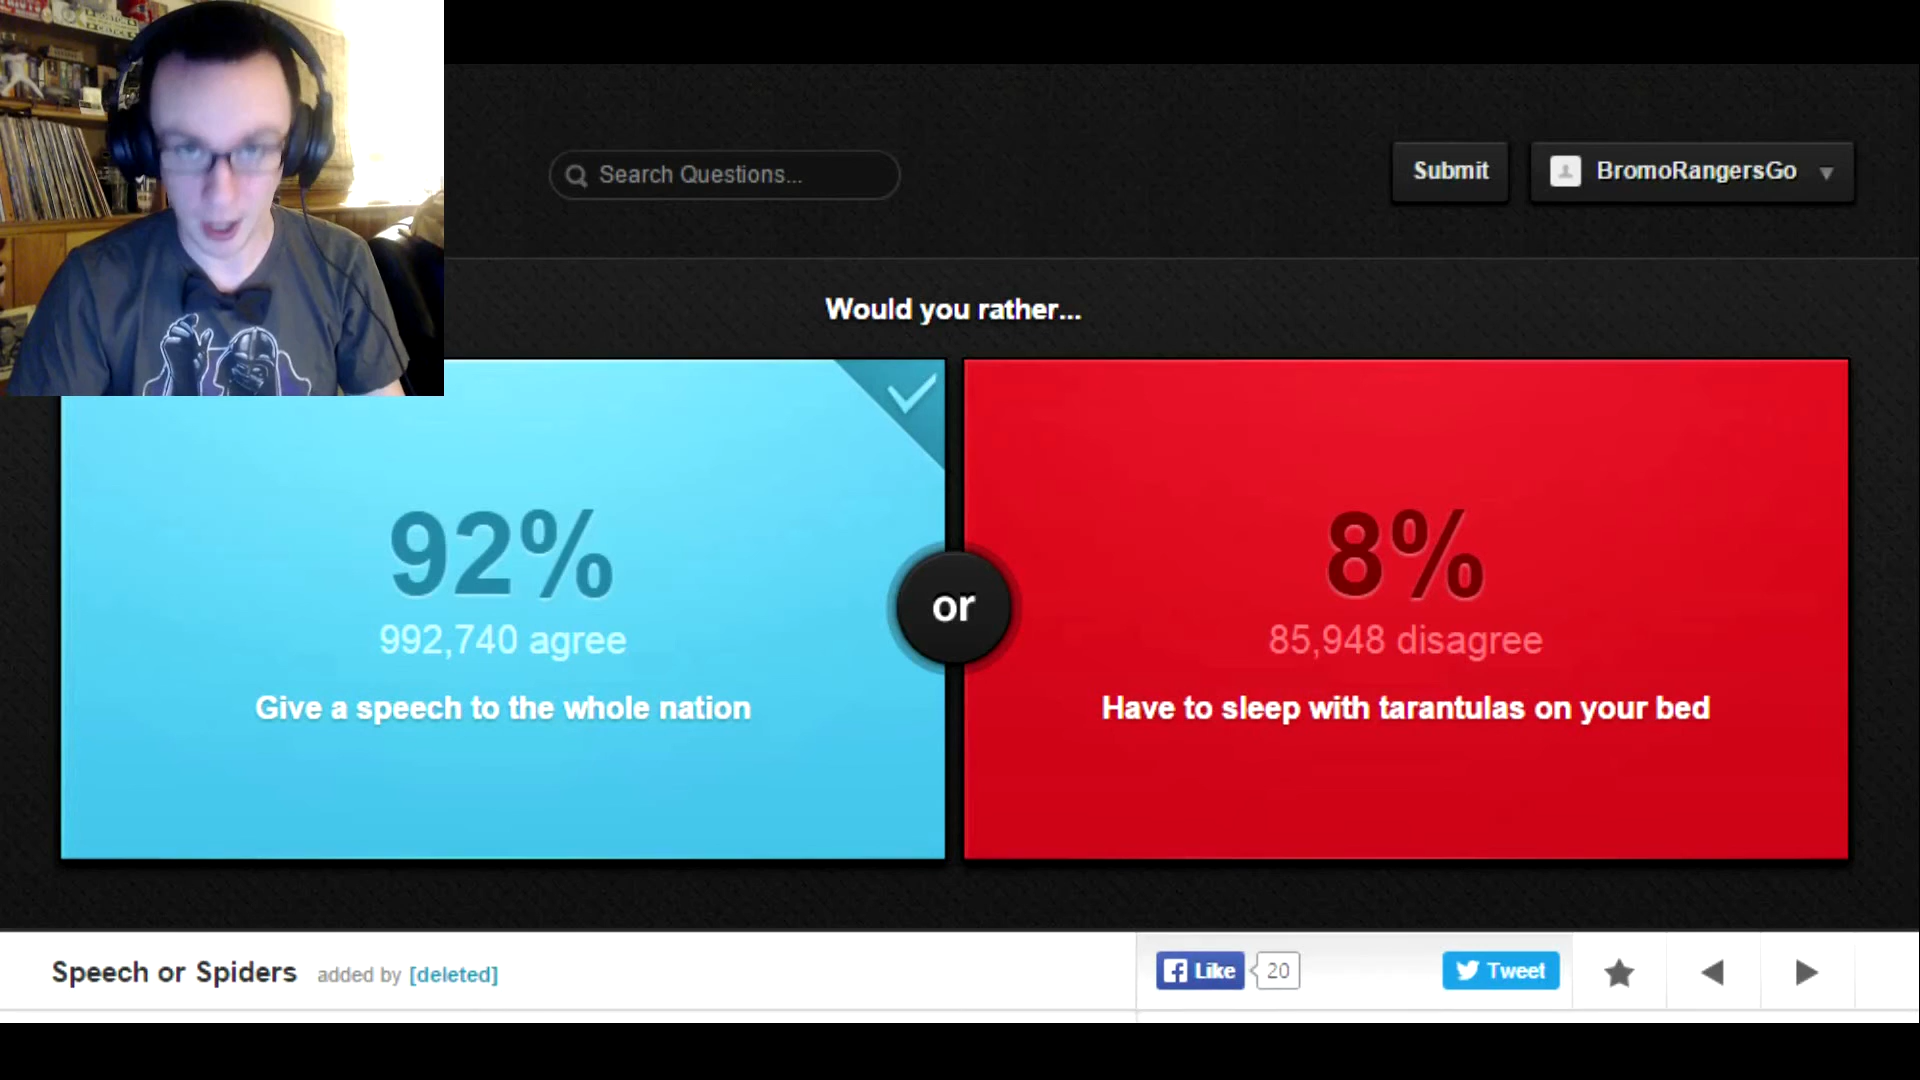 Search Questions...
Submit
BromoRangersGo
Would you rather...
92%
992,740 agree
Give a speech to the whole nation
or
8%
85,948 disagree
Have to sleep with tarantulas on your bed
Speech or Spiders added by [deleted]
Like 20
Tweet